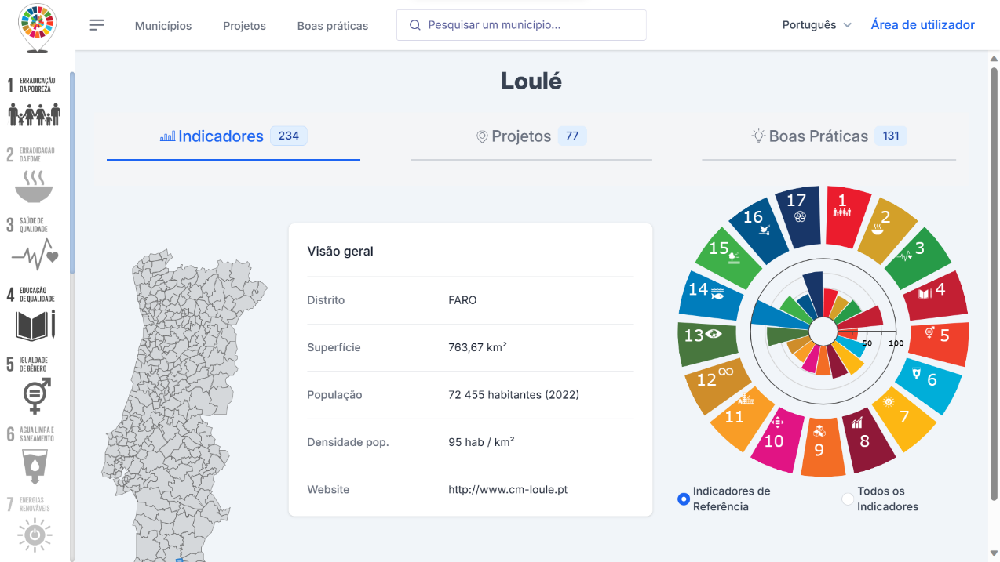 Municípios
Projetos
Boas práticas
Pesquisar um município...
Português
Área de utilizador
1 ERRADICAÇÃO
DA POBREZA
2 ERRADICAÇÃO
DA FOME
3 SAÚDE DE
QUALIDADE
4 EDUCAÇÃO
DE QUALIDADE
5 IGUALDADE
DE GÉNERO
6 ÁGUA LIMPA E
SANEAMENTO
7 ENERGIAS
RENOVÁVEIS
Loulé
Indicadores 234
Projetos 77
Boas Práticas 131
Visão geral
Distrito FARO
Superfície 763,67 km²
População 72 455 habitantes (2022)
Densidade pop. 95 hab / km²
Website http://www.cm-loule.pt
1
2
3
4
5
6
7
8
9
10
11
12
13
14
15
16
17
50
100
Indicadores de
Referência
Todos os
Indicadores